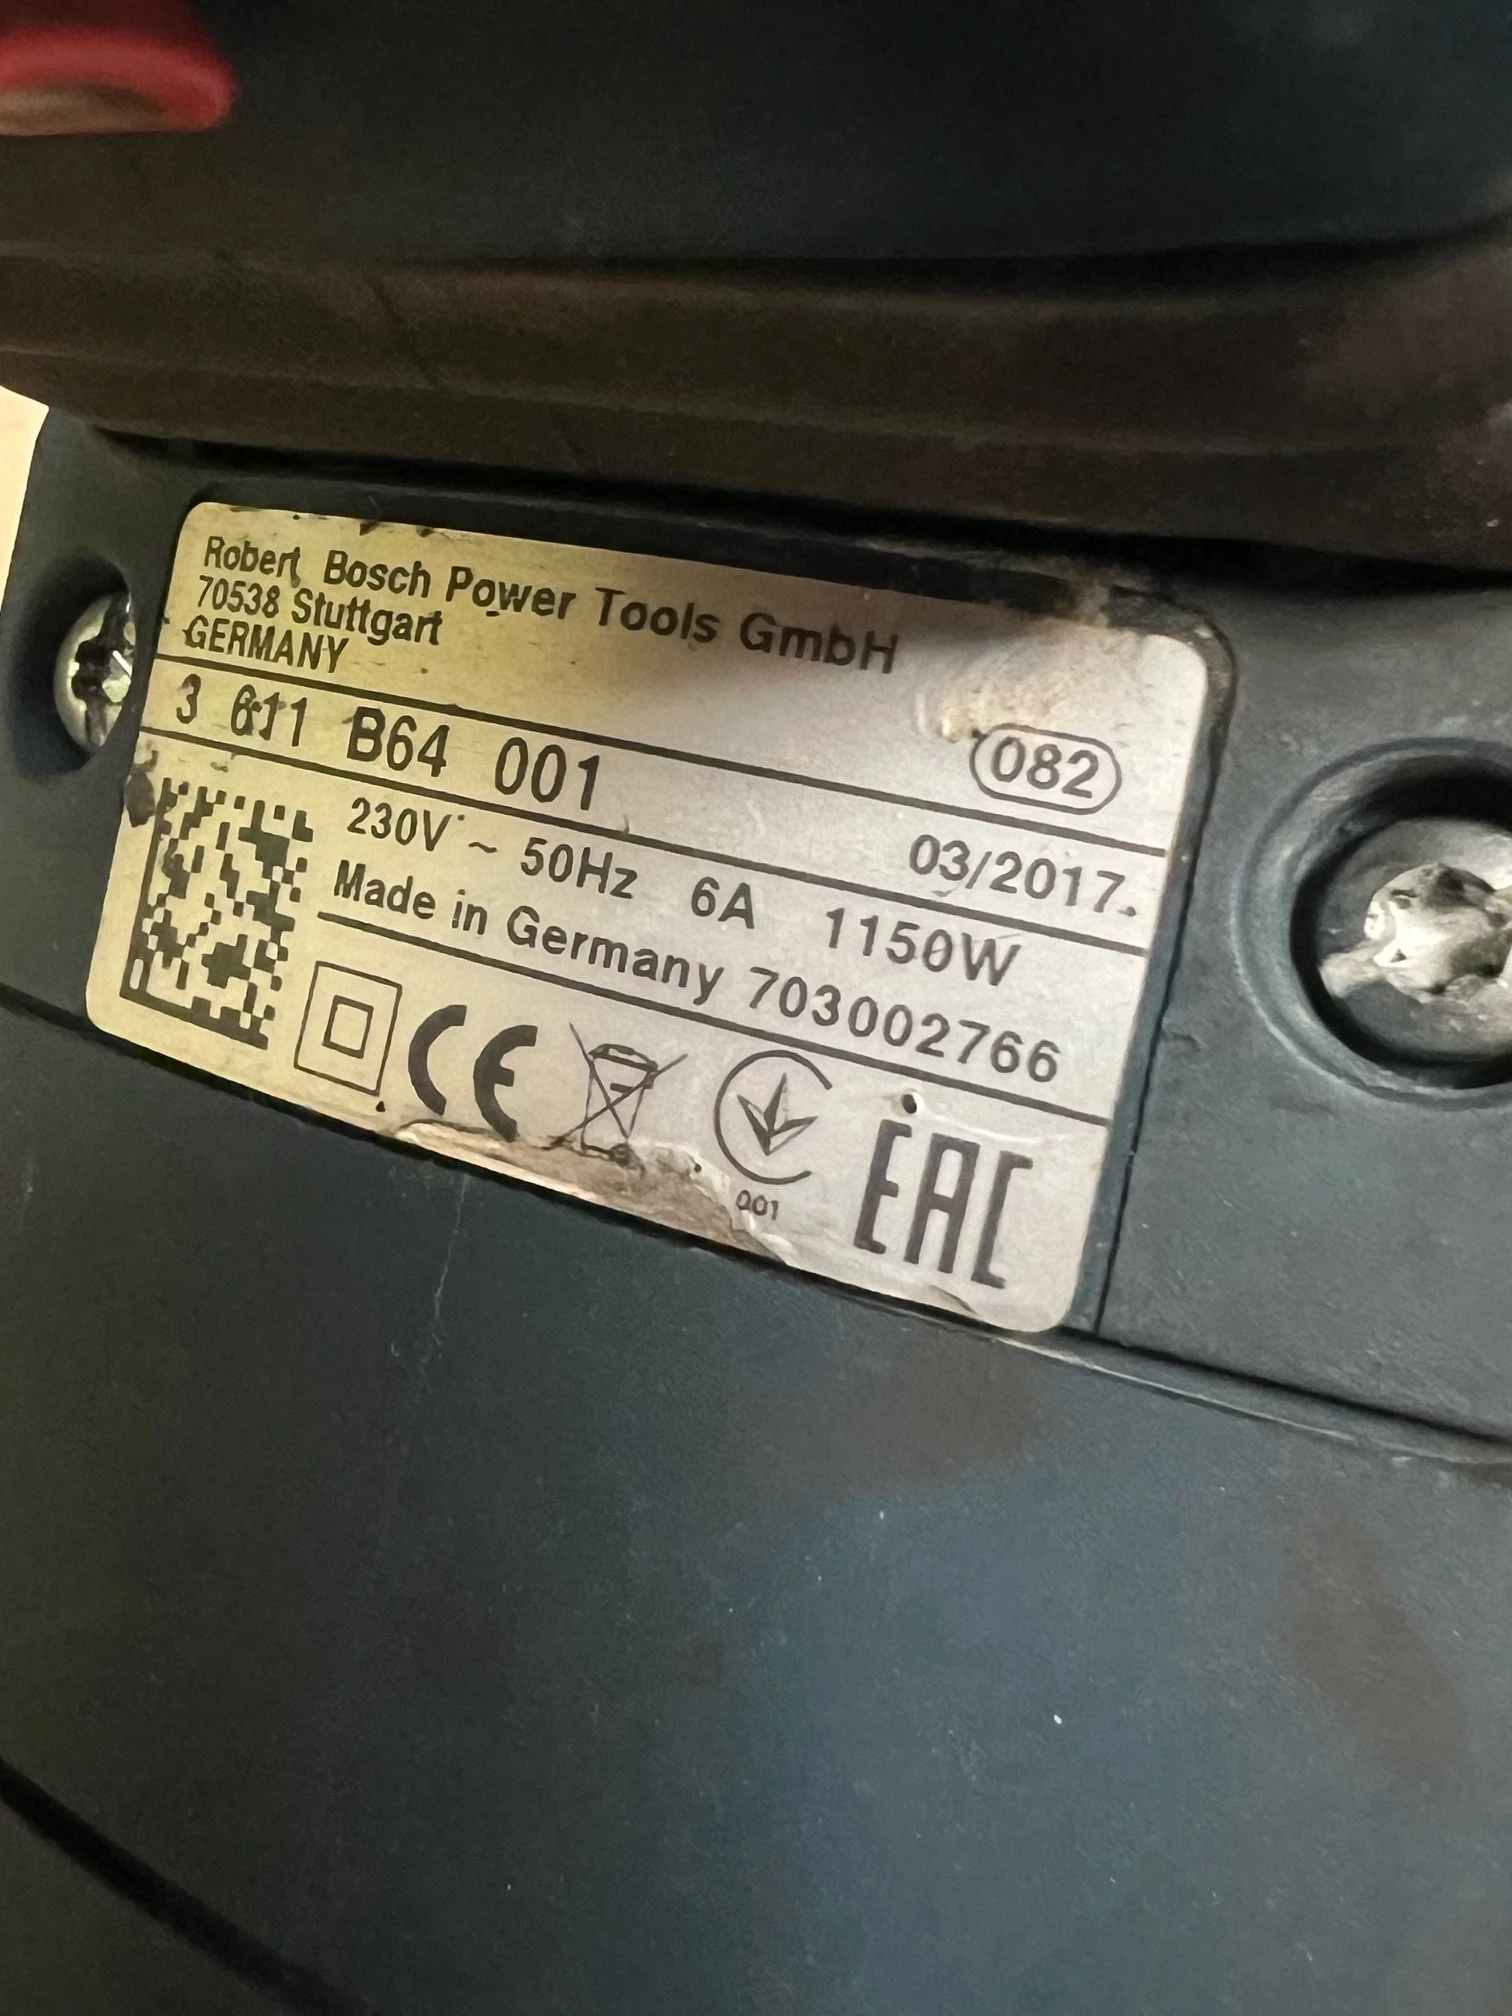 Robert Bosch Power Tools GmbH
70538 Stuttgart
GERMANY
082
3 611 B64 001
03/2017
230V ~ 50Hz 6A 1150W
Made in Germany 703002766
CE
001
EAC